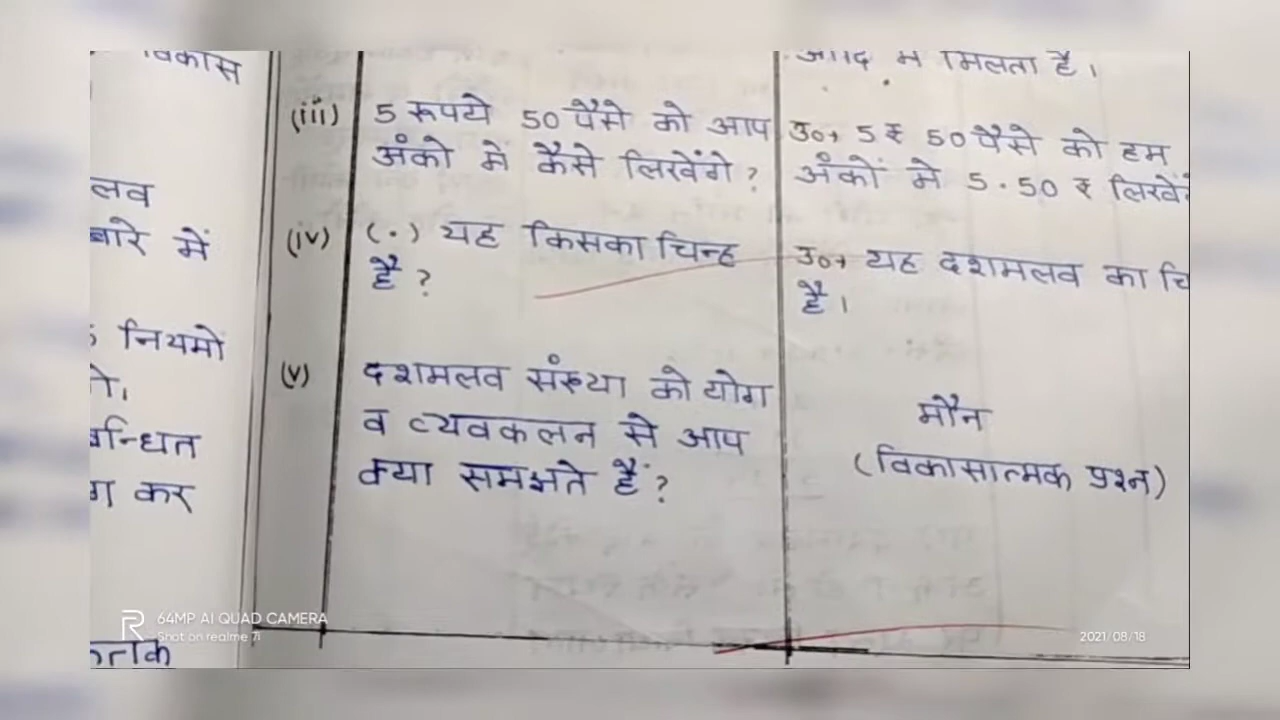 विकास
लव
बारे में
नियमों
न्धित
कर
आदि में मिलता है।
(iii) 5 रूपये 50 पैसे को आप
अंको में कैसे लिखेंगे?
उ०→ 5 ₹ 50 पैसे को हम
अंकों में 5.50 ₹ लिखें
(iv) (.) यह किसका चिन्ह
है?
उ०→ यह दशमलव का चि
है।
(v) दशमलव संख्या को योग
व व्यवकलन से आप
क्या समझते हैं?
मौन
(विकासात्मक प्रश्न)
64MP AI QUAD CAMERA
Shot on realme 7i
2021/08/18